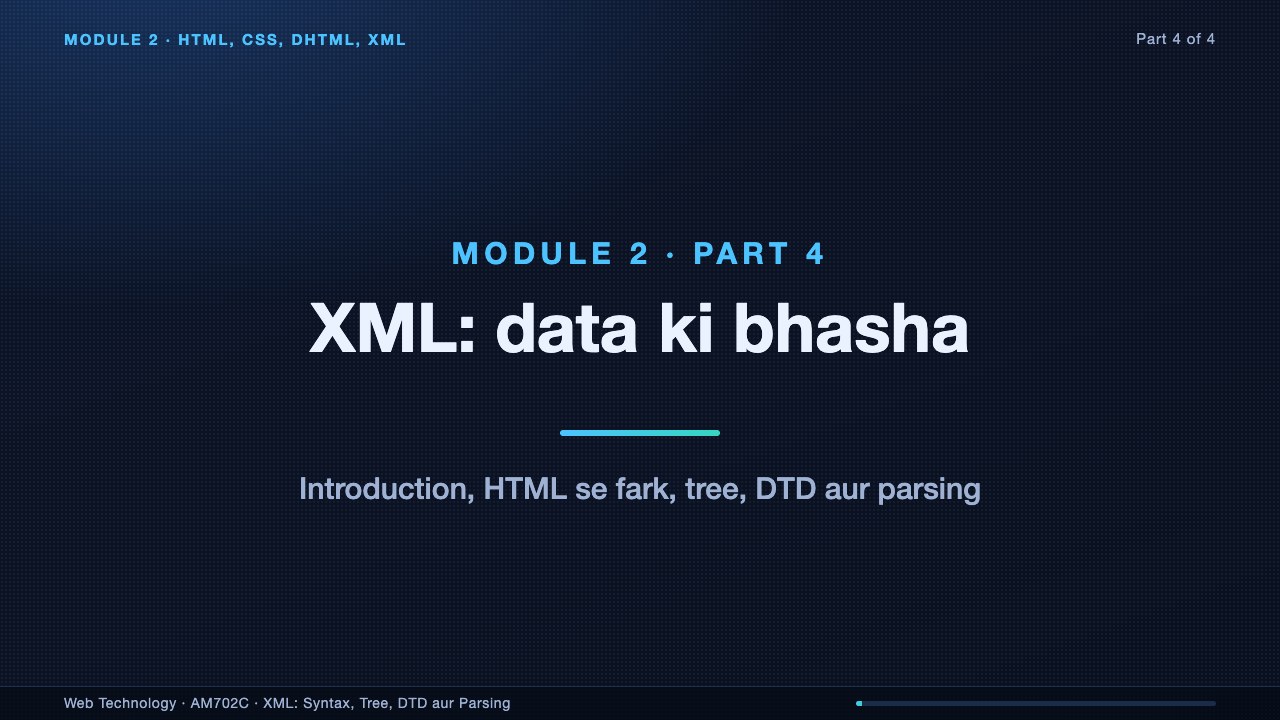 MODULE 2 · HTML, CSS, DHTML, XML
Part 4 of 4
MODULE 2 · PART 4
XML: data ki bhasha
Introduction, HTML se fark, tree, DTD aur parsing
Web Technology · AM702C · XML: Syntax, Tree, DTD aur Parsing